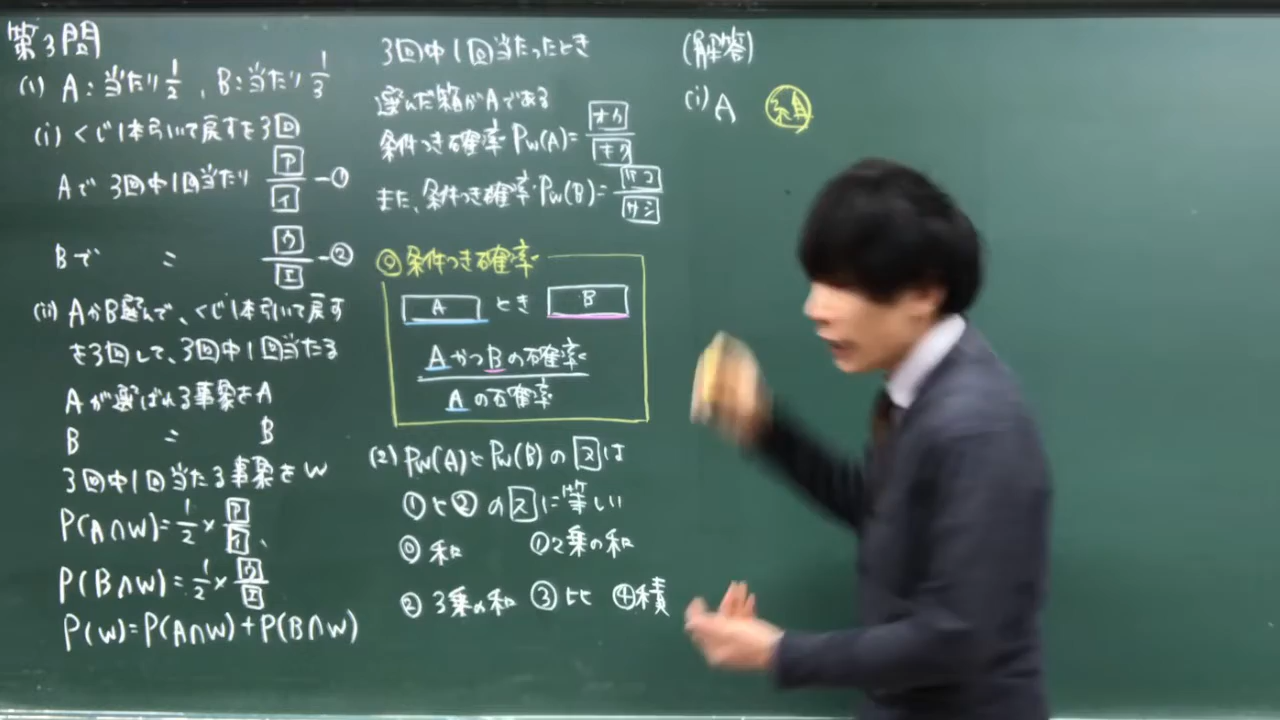 第3問
(1) A:当たり1/2, B:当たり1/3
(i) くじ1本引いて戻すを3回
Aで 3回中1回当たり ア/イ ー①
Bで 〃 ウ/エ ー②
(ii) AかB選んで、くじ1本引いて戻す
を3回して、3回中1回当たる
Aが選ばれる事象をA
B 〃 B
3回中1回当たる事象をW
P(A∩W)=1/2×ア/イ、
P(B∩W)=1/2×ウ/エ
P(W)=P(A∩W)+P(B∩W)
3回中1回当たったとき
選んだ箱がAである
条件つき確率PW(A)=オカ/キク
また、条件つき確率PW(B)=ケコ/サシ
◎条件つき確率
A とき B
AかつBの確率
Aの確率
(2) PW(A)とPW(B)のスは
①と②のスに等しい
⓪和 ①2乗の和
②3乗の和 ③比 ④積
(解答)
(i) A